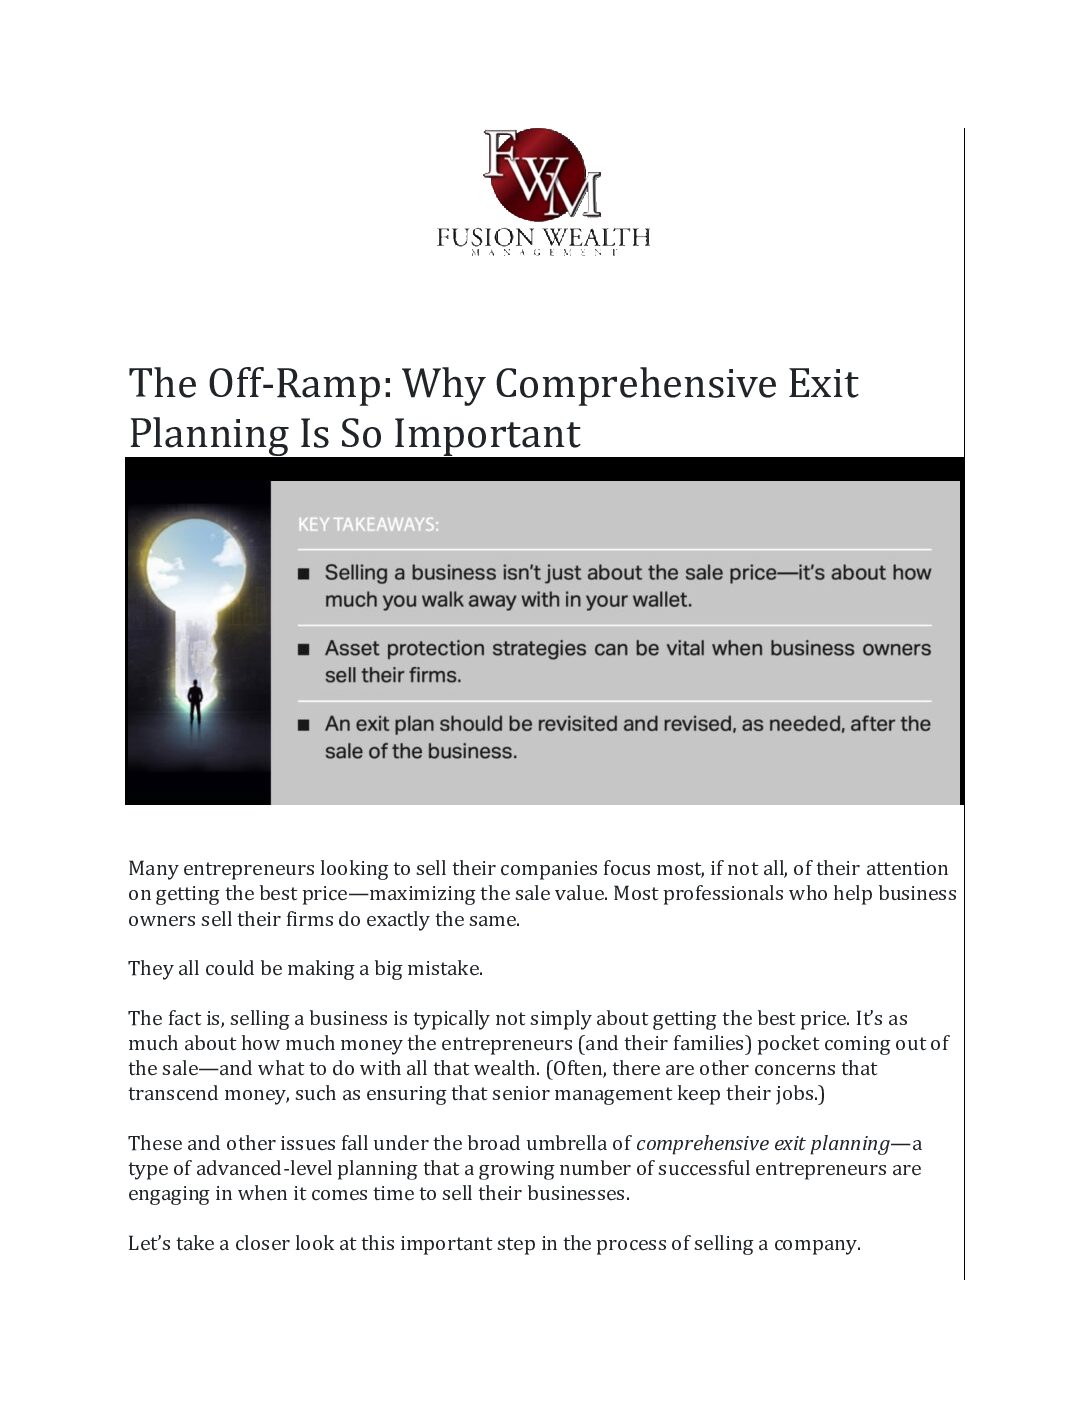 FWM
FUSION WEALTH
MANAGEMENT
The Off-Ramp: Why Comprehensive Exit
Planning Is So Important
KEY TAKEAWAYS:
■ Selling a business isn't just about the sale price—it's about how
much you walk away with in your wallet.
■ Asset protection strategies can be vital when business owners
sell their firms.
■ An exit plan should be revisited and revised, as needed, after the
sale of the business.
Many entrepreneurs looking to sell their companies focus most, if not all, of their attention
on getting the best price—maximizing the sale value. Most professionals who help business
owners sell their firms do exactly the same.
They all could be making a big mistake.
The fact is, selling a business is typically not simply about getting the best price. It's as
much about how much money the entrepreneurs (and their families) pocket coming out of
the sale—and what to do with all that wealth. (Often, there are other concerns that
transcend money, such as ensuring that senior management keep their jobs.)
These and other issues fall under the broad umbrella of comprehensive exit planning—a
type of advanced-level planning that a growing number of successful entrepreneurs are
engaging in when it comes time to sell their businesses.
Let's take a closer look at this important step in the process of selling a company.